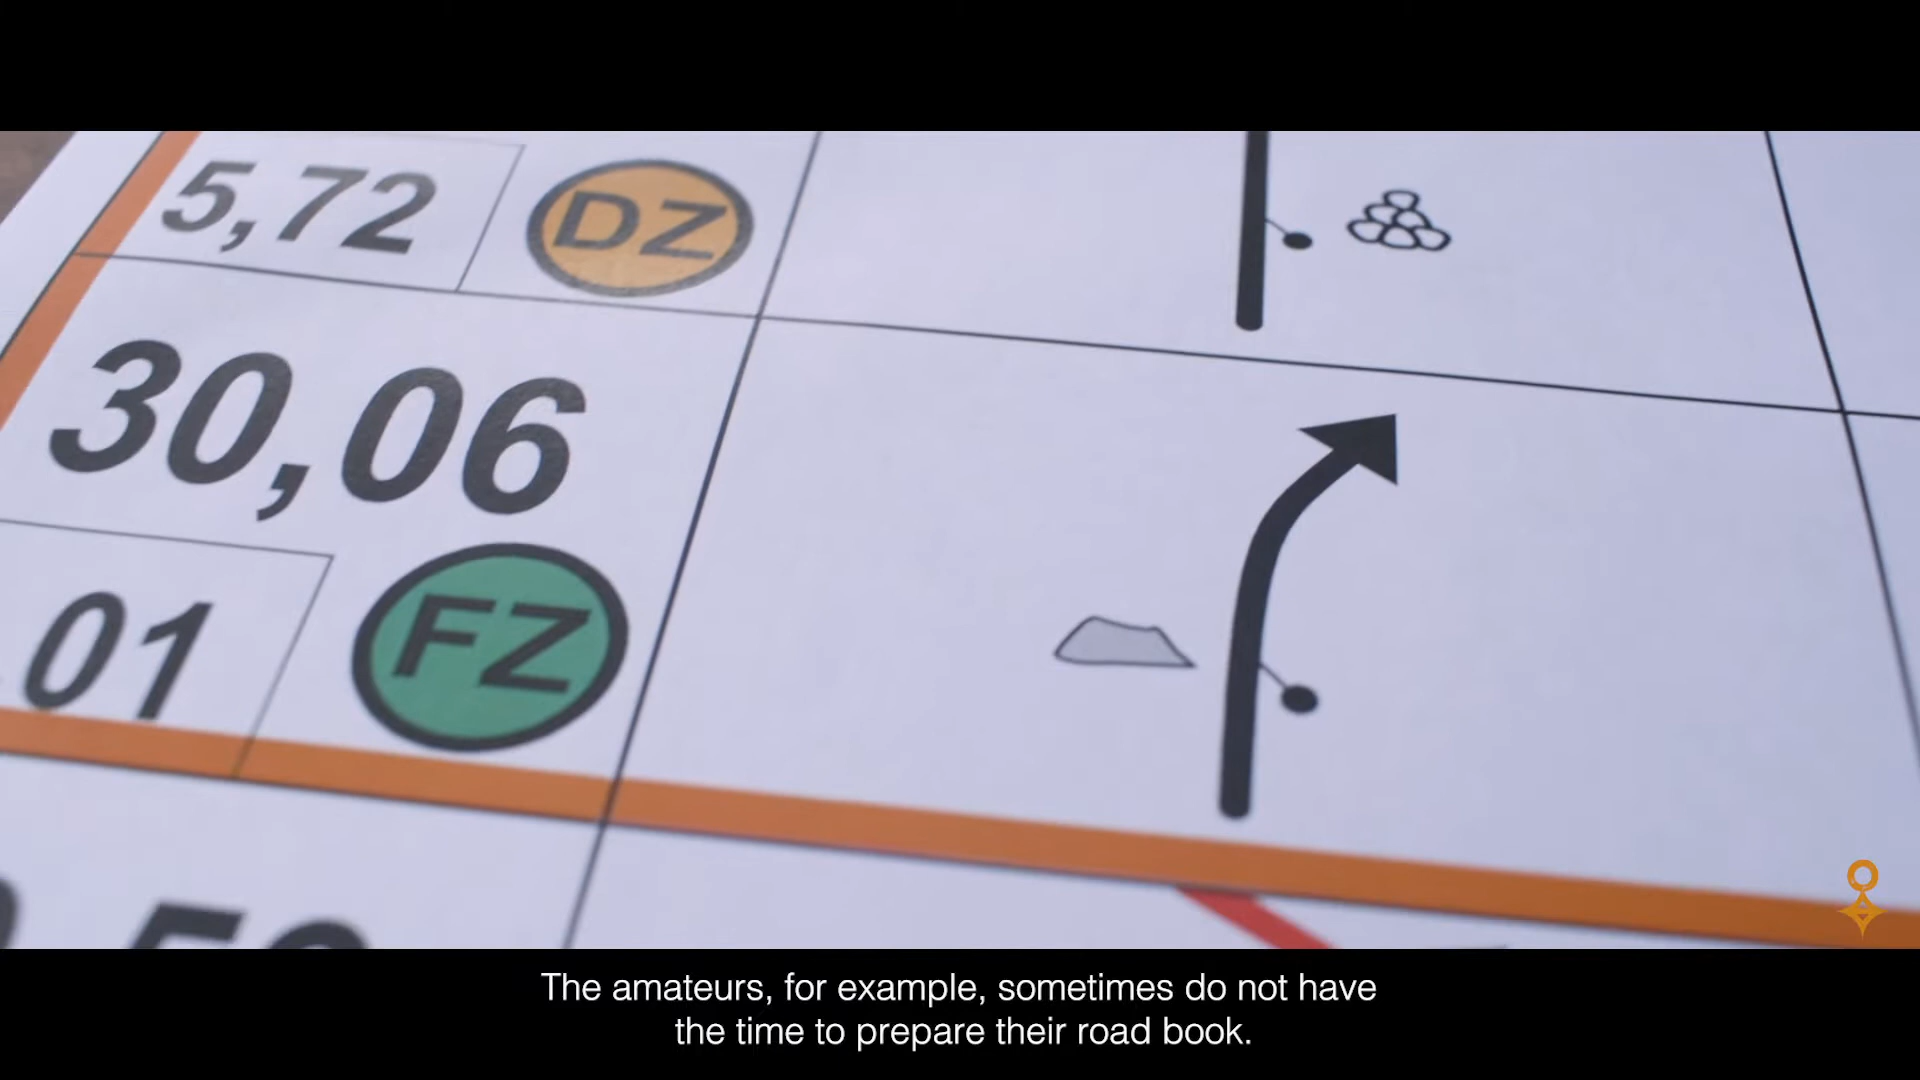 5,72 DZ
30,06
01 FZ
The amateurs, for example, sometimes do not have
the time to prepare their road book.